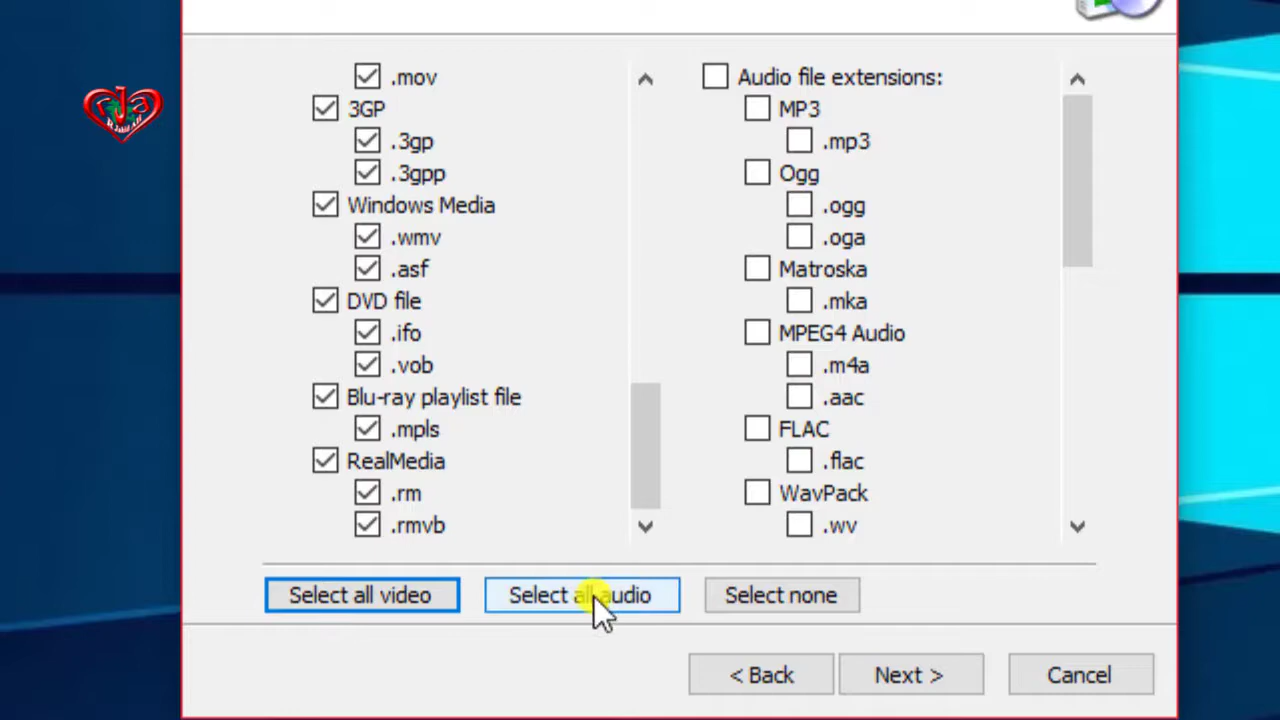 .mov
3GP
.3gp
.3gpp
Windows Media
.wmv
.asf
DVD file
.ifo
.vob
Blu-ray playlist file
.mpls
RealMedia
.rm
.rmvb
Audio file extensions:
MP3
.mp3
Ogg
.ogg
.oga
Matroska
.mka
MPEG4 Audio
.m4a
.aac
FLAC
.flac
WavPack
.wv
Select all video
Select all audio
Select none
< Back
Next >
Cancel